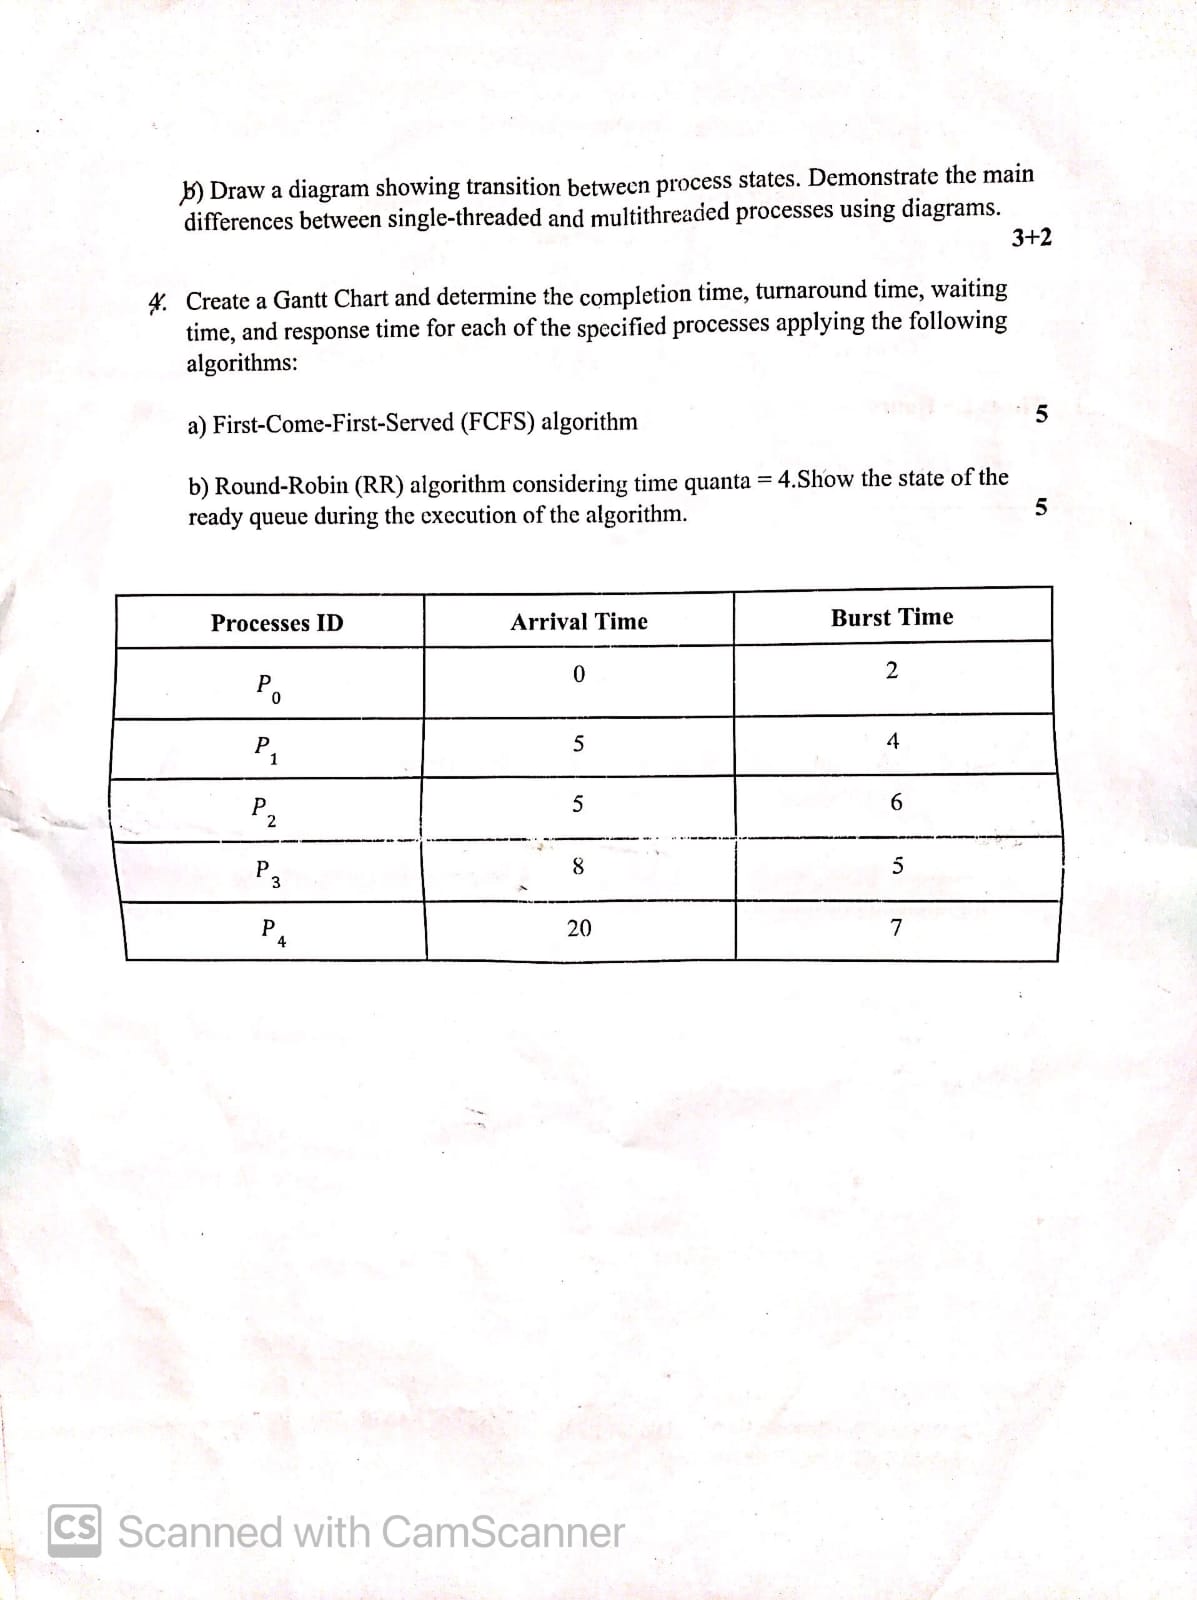 b) Draw a diagram showing transition between process states. Demonstrate the main
differences between single-threaded and multithreaded processes using diagrams.
3+2
4. Create a Gantt Chart and determine the completion time, turnaround time, waiting
time, and response time for each of the specified processes applying the following
algorithms:
a) First-Come-First-Served (FCFS) algorithm 5
b) Round-Robin (RR) algorithm considering time quanta = 4.Show the state of the
ready queue during the execution of the algorithm. 5
Processes ID Arrival Time Burst Time
P0 0 2
P1 5 4
P2 5 6
P3 8 5
P4 20 7
CS Scanned with CamScanner